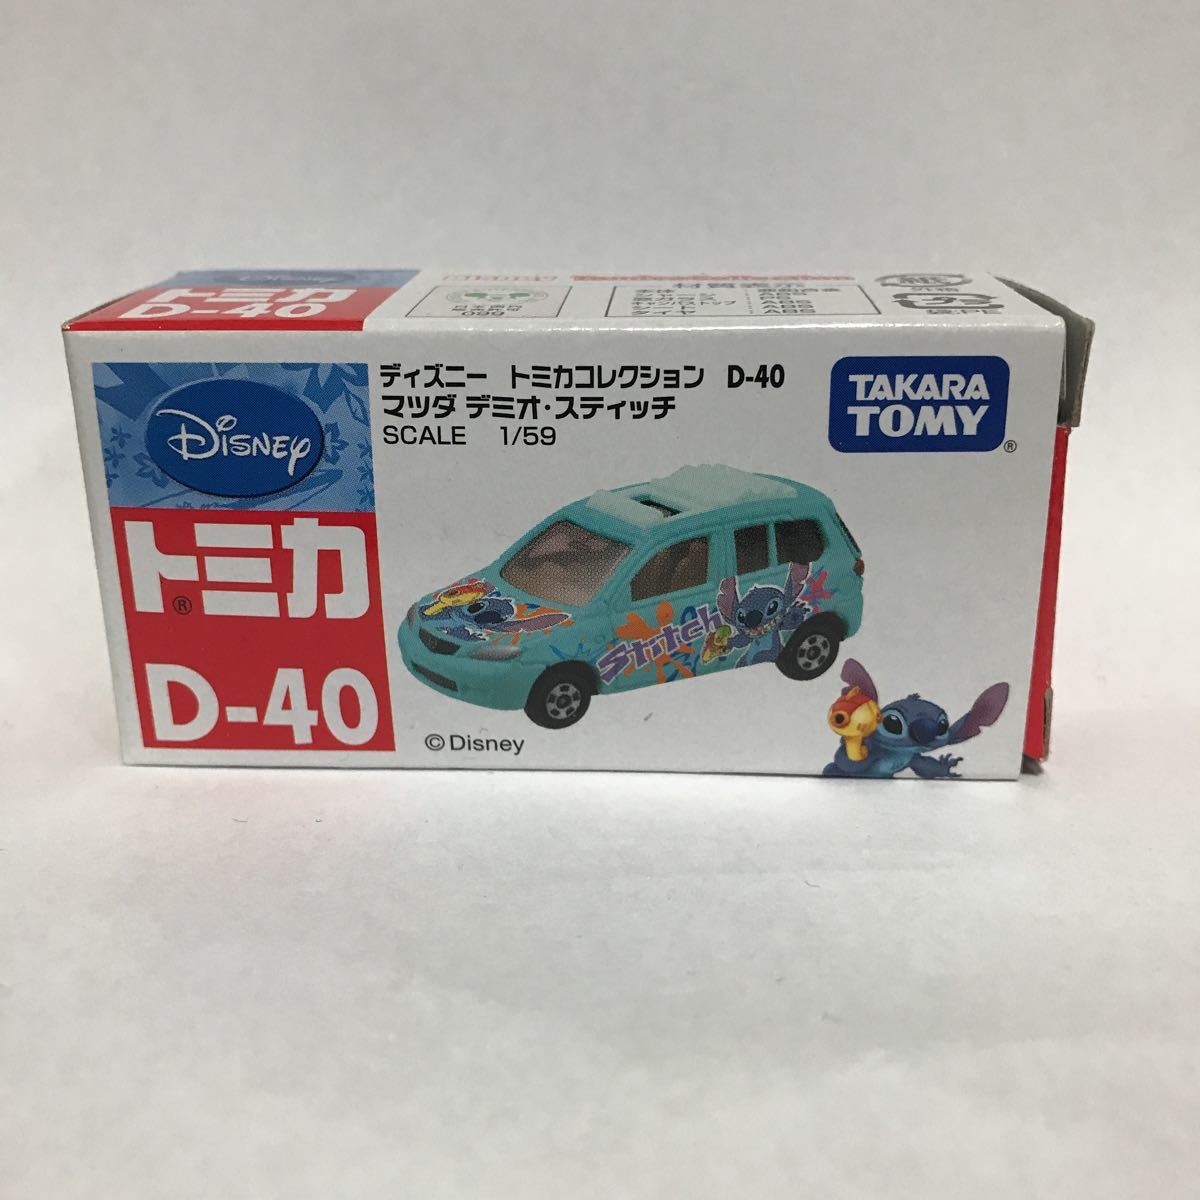 トミカ
D-40
DISNEY
トミカ®
D-40
ディズニー トミカコレクション D-40
マツダ デミオ・スティッチ
SCALE 1/59
TAKARA
TOMY®
Stitch
©Disney